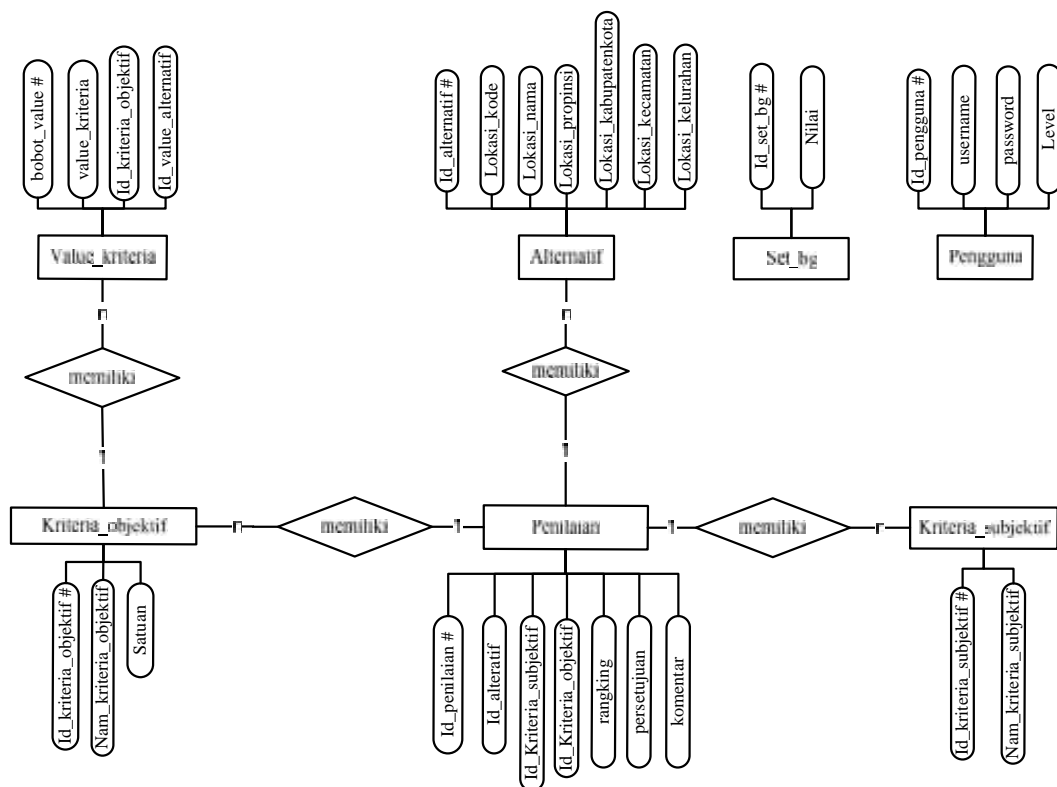 bobot_value #
value_kriteria
Id_kriteria_objektif
Id_value_alternatif
Id_alternatif #
Lokasi_kode
Lokasi_nama
Lokasi_propinsi
Lokasi_kabupatenkota
Lokasi_kecamatan
Lokasi_kelurahan
Id_set_bg #
Nilai
Id_pengguna #
username
password
Level
Value_kriteria
Alternatif
Set_bg
Pengguna
n
n
memiliki
memiliki
1
1
Kriteria_objektif
n
memiliki
1
Penilaian
1
memiliki
n
Kriteria_subjektif
Id_kriteria_objektif #
Nam_kriteria_objektif
Satuan
Id_penilaian #
Id_alteratif
Id_Kriteria_subjektif
Id_Kriteria_objektif
rangking
persetujuan
komentar
Id_kriteria_subjektif #
Nam_kriteria_subjektif